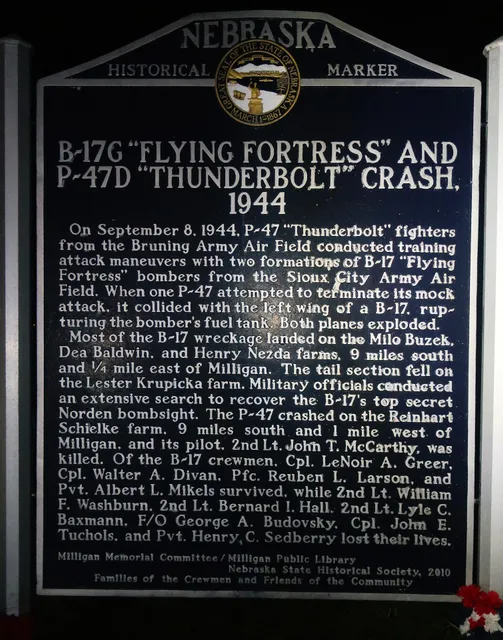 NEBRASKA
HISTORICAL MARKER
GREAT SEAL OF THE STATE OF NEBRASKA
MARCH 1ST 1867
B-17G “FLYING FORTRESS” AND
P-47D “THUNDERBOLT” CRASH,
1944
On September 8, 1944, P-47 “Thunderbolt” fighters
from the Bruning Army Air Field conducted training
attack maneuvers with two formations of B-17 “Flying
Fortress” bombers from the Sioux City Army Air
Field. When one P-47 attempted to terminate its mock
attack, it collided with the left wing of a B-17, rup-
turing the bomber's fuel tank. Both planes exploded.
Most of the B-17 wreckage landed on the Milo Buzek,
Dea Baldwin, and Henry Nezda farms, 9 miles south
and ¼ mile east of Milligan. The tail section fell on
the Lester Krupicka farm. Military officials conducted
an extensive search to recover the B-17's top secret
Norden bombsight. The P-47 crashed on the Reinhart
Schielke farm, 9 miles south and 1 mile west of
Milligan, and its pilot, 2nd Lt. John T. McCarthy, was
killed. Of the B-17 crewmen, Cpl. LeNoir A. Greer,
Cpl. Walter A. Divan, Pfc. Reuben L. Larson, and
Pvt. Albert L. Mikels survived, while 2nd Lt. William
F. Washburn, 2nd Lt. Bernard I. Hall, 2nd Lt. Lyle C.
Baxmann, F/O George A. Budovsky, Cpl. John E.
Tuchols, and Pvt. Henry C. Sedberry lost their lives.
Milligan Memorial Committee/Milligan Public Library
Nebraska State Historical Society, 2010
Families of the Crewmen and Friends of the Community